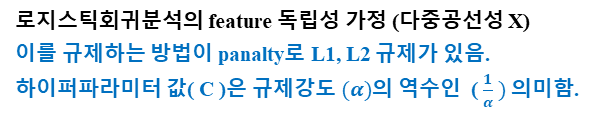 로지스틱회귀분석의 feature 독립성 가정 (다중공선성 X)
이를 규제하는 방법이 panalty로 L1, L2 규제가 있음.
하이퍼파라미터 값( C )은 규제강도 (𝜶)의 역수인 (1/𝛼) 의미함.